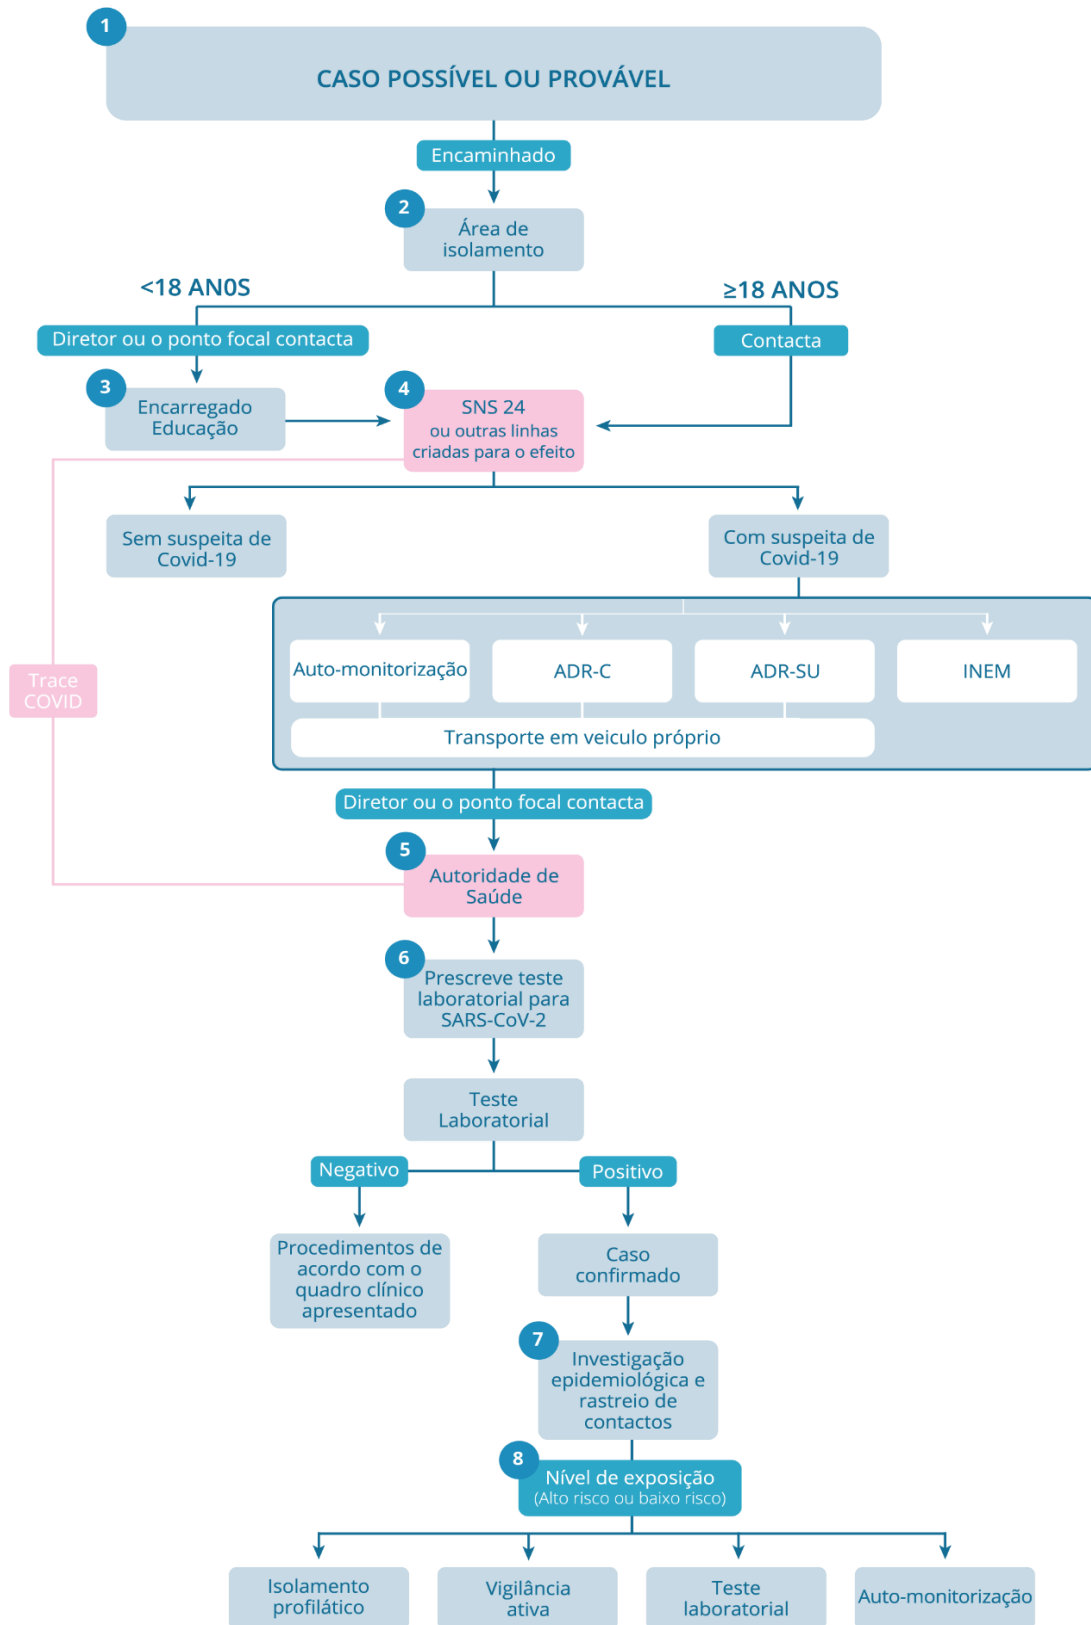 1
CASO POSSÍVEL OU PROVÁVEL
Encaminhado
2
Área de
isolamento
<18 AN0S
≥18 ANOS
Diretor ou o ponto focal contacta
Contacta
3
Encarregado
Educação
4
SNS 24
ou outras linhas
criadas para o efeito
Sem suspeita de
Covid-19
Com suspeita de
Covid-19
Trace
COVID
Auto-monitorização
ADR-C
ADR-SU
INEM
Transporte em veiculo próprio
Diretor ou o ponto focal contacta
5
Autoridade de
Saúde
6
Prescreve teste
laboratorial para
SARS-CoV-2
Teste
Laboratorial
Negativo
Positivo
Procedimentos de
acordo com o
quadro clínico
apresentado
Caso
confirmado
7
Investigação
epidemiológica e
rastreio de
contactos
8
Nível de exposição
(Alto risco ou baixo risco)
Isolamento
profilático
Vigilância
ativa
Teste
laboratorial
Auto-monitorização